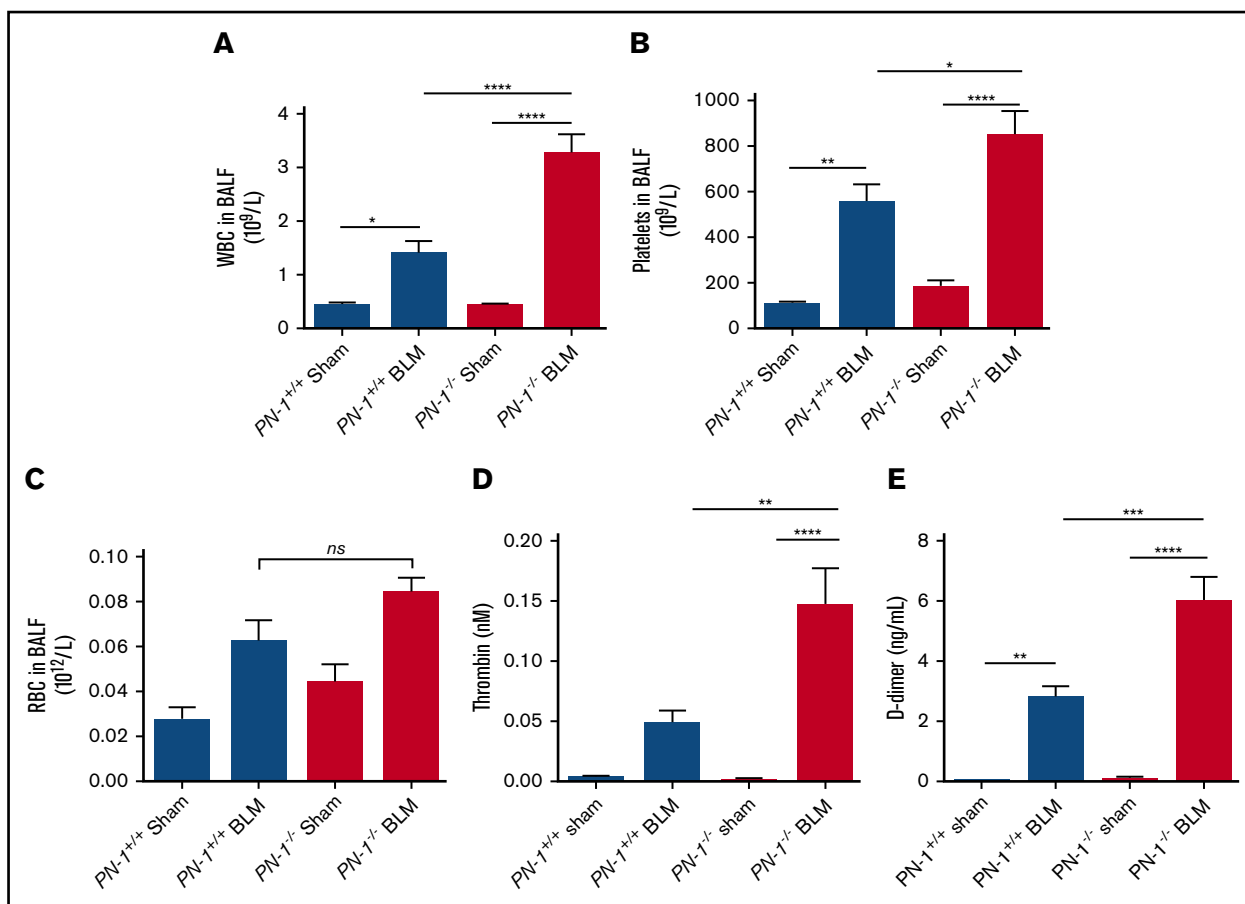 A
WBC in BALF
(10⁹/L)
4
3
2
1
0
*
****
****
PN-1⁺/⁺ Sham
PN-1⁺/⁺ BLM
PN-1⁻/⁻ Sham
PN-1⁻/⁻ BLM
B
Platelets in BALF
(10⁹/L)
1000
800
600
400
200
0
**
*
****
PN-1⁺/⁺ Sham
PN-1⁺/⁺ BLM
PN-1⁻/⁻ Sham
PN-1⁻/⁻ BLM
C
RBC in BALF
(10¹²/L)
0.10
0.08
0.06
0.04
0.02
0.00
ns
PN-1⁺/⁺ Sham
PN-1⁺/⁺ BLM
PN-1⁻/⁻ Sham
PN-1⁻/⁻ BLM
D
Thrombin (nM)
0.20
0.15
0.10
0.05
0.00
**
****
PN-1⁺/⁺ sham
PN-1⁺/⁺ BLM
PN-1⁻/⁻ sham
PN-1⁻/⁻ BLM
E
D-dimer (ng/mL)
8
6
4
2
0
**
***
****
PN-1⁺/⁺ sham
PN-1⁺/⁺ BLM
PN-1⁻/⁻ sham
PN-1⁻/⁻ BLM